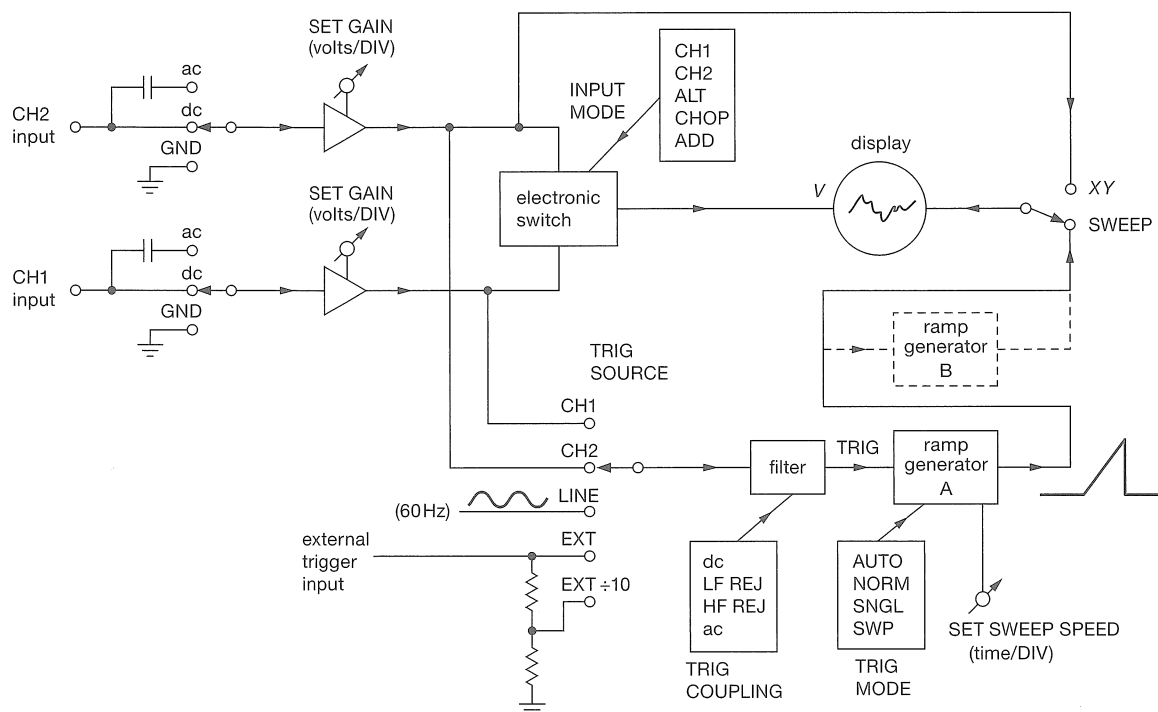 SET GAIN
(volts/DIV)
ac
CH2
input
dc
GND
INPUT
MODE
CH1
CH2
ALT
CHOP
ADD
display
V
XY
SWEEP
electronic
switch
SET GAIN
(volts/DIV)
ac
CH1
input
dc
GND
ramp
generator
B
TRIG
SOURCE
CH1
CH2
LINE
(60Hz)
EXT
external
trigger
input
EXT ÷10
filter
TRIG
ramp
generator
A
dc
LF REJ
HF REJ
ac
TRIG
COUPLING
AUTO
NORM
SNGL
SWP
TRIG
MODE
SET SWEEP SPEED
(time/DIV)